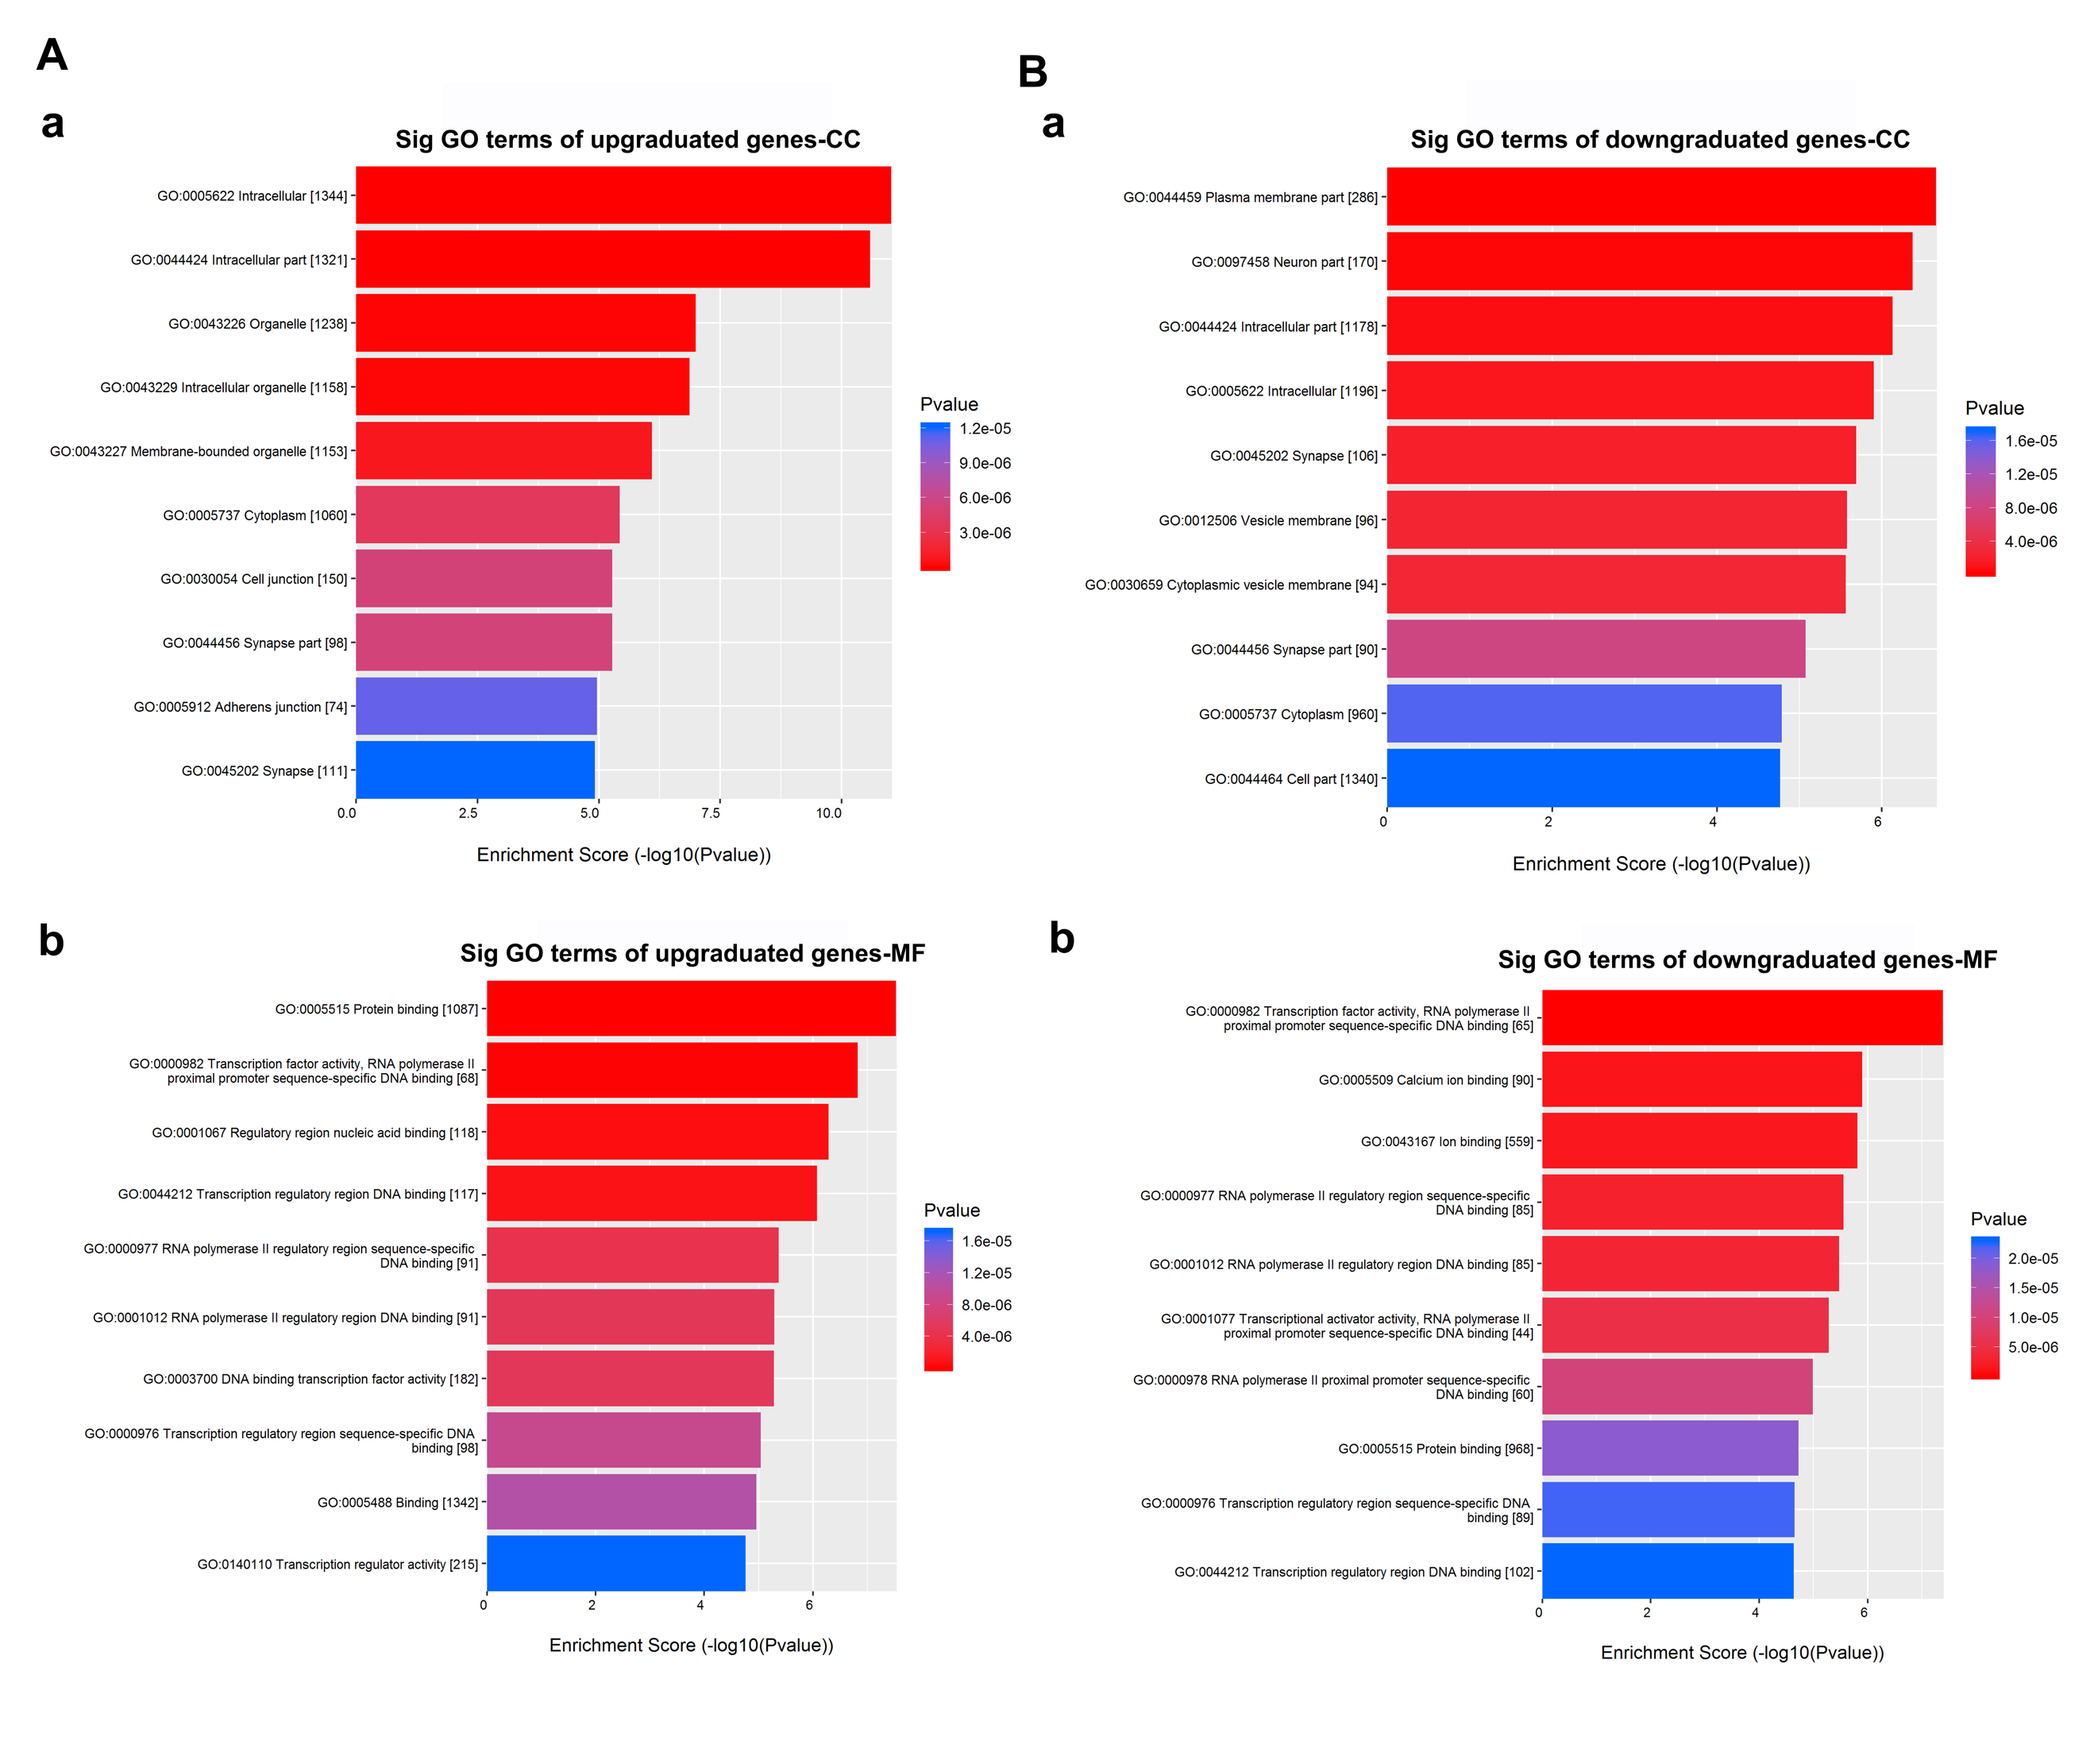 A
a
Sig GO terms of upgraduated genes-CC
GO:0005622 Intracellular [1344]
GO:0044424 Intracellular part [1321]
GO:0043226 Organelle [1238]
GO:0043229 Intracellular organelle [1158]
GO:0043227 Membrane-bounded organelle [1153]
GO:0005737 Cytoplasm [1060]
GO:0030054 Cell junction [150]
GO:0044456 Synapse part [98]
GO:0005912 Adherens junction [74]
GO:0045202 Synapse [111]
0.0 2.5 5.0 7.5 10.0
Enrichment Score (-log10(Pvalue))
Pvalue
1.2e-05
9.0e-06
6.0e-06
3.0e-06
b
Sig GO terms of upgraduated genes-MF
GO:0005515 Protein binding [1087]
GO:0000982 Transcription factor activity, RNA polymerase II
proximal promoter sequence-specific DNA binding [68]
GO:0001067 Regulatory region nucleic acid binding [118]
GO:0044212 Transcription regulatory region DNA binding [117]
GO:0000977 RNA polymerase II regulatory region sequence-specific
DNA binding [91]
GO:0001012 RNA polymerase II regulatory region DNA binding [91]
GO:0003700 DNA binding transcription factor activity [182]
GO:0000976 Transcription regulatory region sequence-specific DNA
binding [98]
GO:0005488 Binding [1342]
GO:0140110 Transcription regulator activity [215]
0 2 4 6
Enrichment Score (-log10(Pvalue))
Pvalue
1.6e-05
1.2e-05
8.0e-06
4.0e-06
B
a
Sig GO terms of downgraduated genes-CC
GO:0044459 Plasma membrane part [286]
GO:0097458 Neuron part [170]
GO:0044424 Intracellular part [1178]
GO:0005622 Intracellular [1196]
GO:0045202 Synapse [106]
GO:0012506 Vesicle membrane [96]
GO:0030659 Cytoplasmic vesicle membrane [94]
GO:0044456 Synapse part [90]
GO:0005737 Cytoplasm [960]
GO:0044464 Cell part [1340]
0 2 4 6
Enrichment Score (-log10(Pvalue))
Pvalue
1.6e-05
1.2e-05
8.0e-06
4.0e-06
b
Sig GO terms of downgraduated genes-MF
GO:0000982 Transcription factor activity, RNA polymerase II
proximal promoter sequence-specific DNA binding [65]
GO:0005509 Calcium ion binding [90]
GO:0043167 Ion binding [559]
GO:0000977 RNA polymerase II regulatory region sequence-specific
DNA binding [85]
GO:0001012 RNA polymerase II regulatory region DNA binding [85]
GO:0001077 Transcriptional activator activity, RNA polymerase II
proximal promoter sequence-specific DNA binding [44]
GO:0000978 RNA polymerase II proximal promoter sequence-specific
DNA binding [60]
GO:0005515 Protein binding [968]
GO:0000976 Transcription regulatory region sequence-specific DNA
binding [89]
GO:0044212 Transcription regulatory region DNA binding [102]
0 2 4 6
Enrichment Score (-log10(Pvalue))
Pvalue
2.0e-05
1.5e-05
1.0e-05
5.0e-06